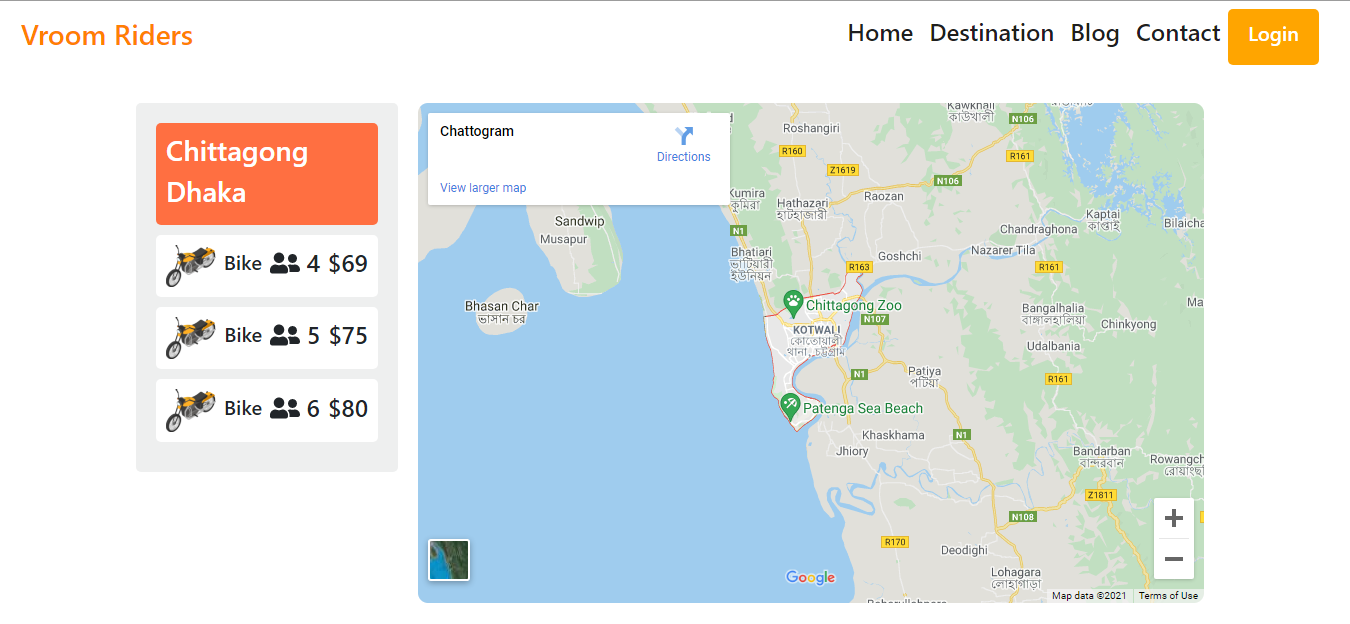 Vroom Riders
Home Destination Blog Contact Login
Chittagong
Dhaka
Bike 4 $69
Bike 5 $75
Bike 6 $80
Chattogram
Directions
View larger map
কাউখালী
N106
Roshangiri
R160
R161
Z1619
N106
Kumira
কুমিরা
Hathazari
হাটহাজারী
Raozan
Kaptai
কাপ্তাই
Sandwip
Musapur
N1
Chandraghona
Bhatiari
ভাটিয়ারী
ইউনিয়ন
Nazarer Tila
Goshchi
R163
R161
Bhasan Char
ভাসান চর
Chittagong Zoo
N107
Bangalhalia
বাঙ্গালহালিয়া
Chinkyong
KOTWALI
কোতোয়ালী
থানা, চট্টগ্রাম
Udalbania
N1
Patiya
পটিয়া
R161
Patenga Sea Beach
Khaskhama
N1
Jhiory
Bandarban
বান্দরবান
Z1811
N108
R170
Deodighi
Lohagara
লোহাগাড়া
Google
Map data ©2021 Terms of Use